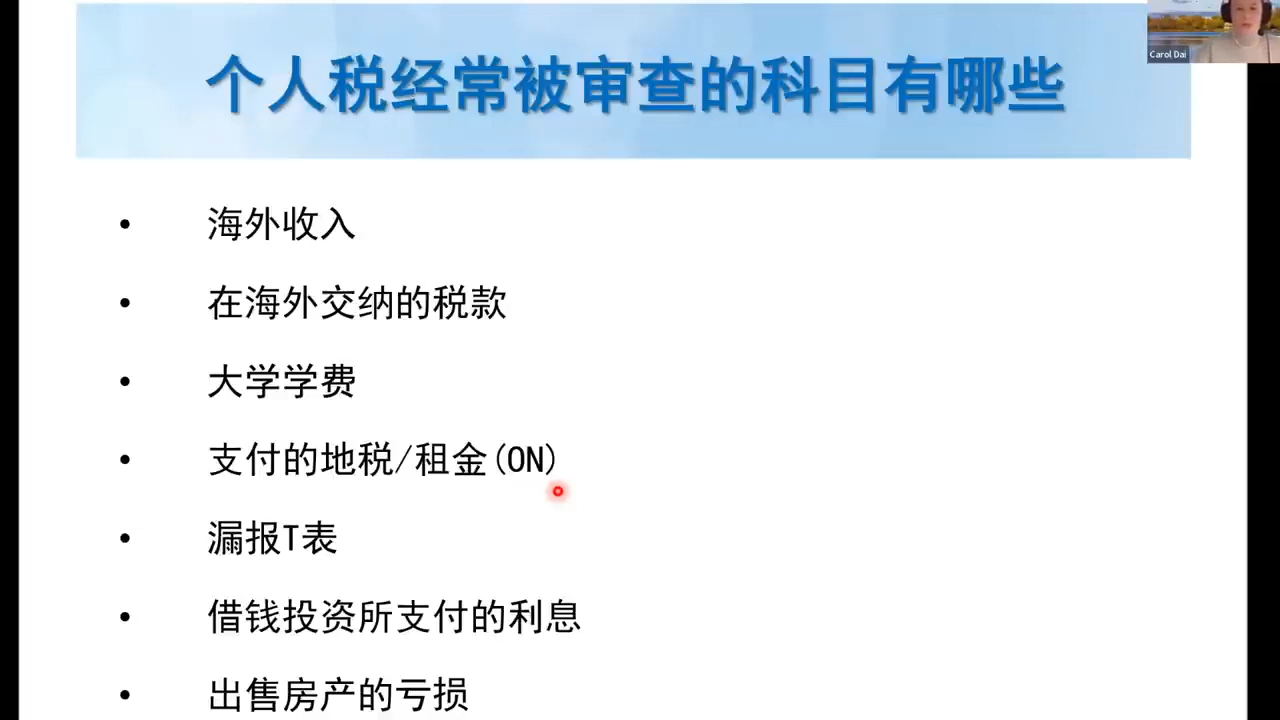 个人税经常被审查的科目有哪些
Carol Dai
• 海外收入
• 在海外交纳的税款
• 大学学费
• 支付的地税/租金(ON)
• 漏报T表
• 借钱投资所支付的利息
• 出售房产的亏损